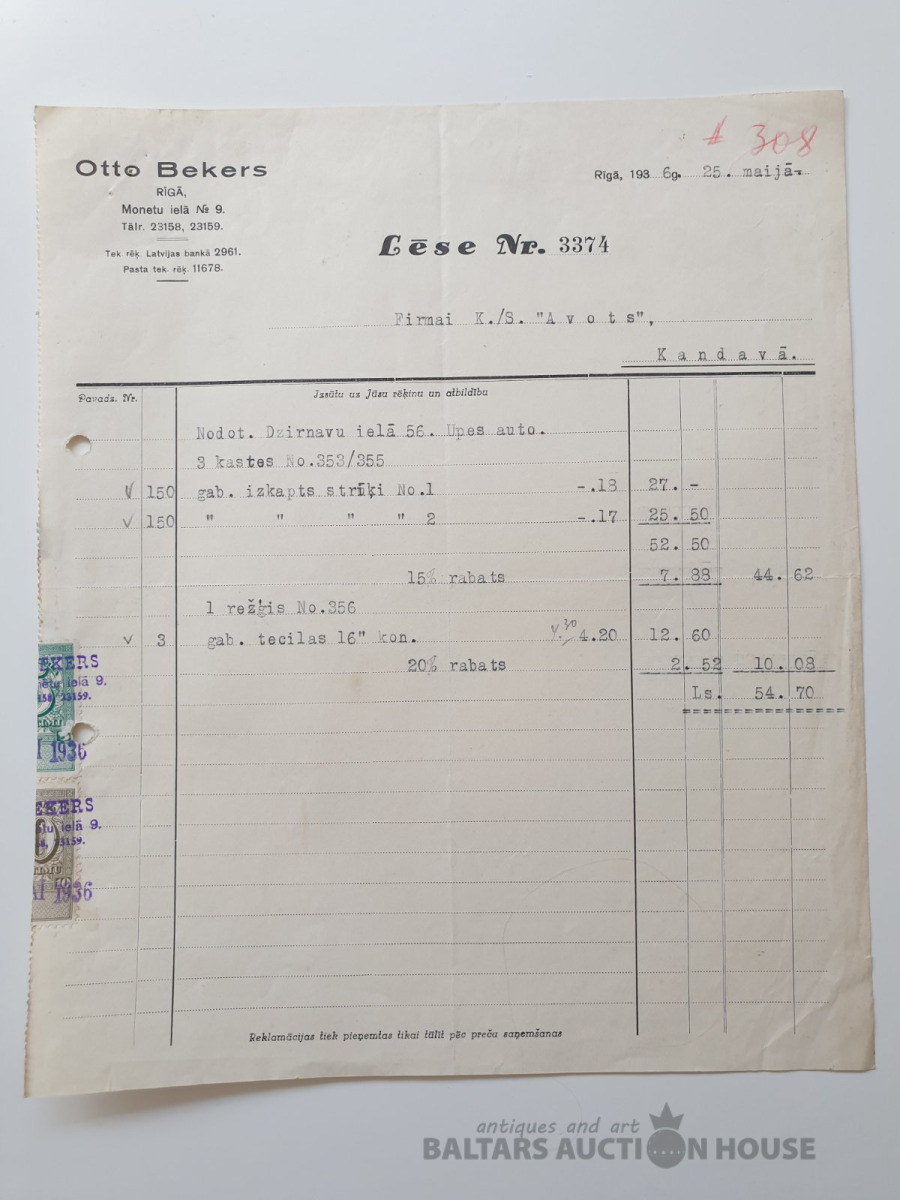 # 308
Otto Bekers
RĪGĀ,
Monetu ielā № 9.
Tālr. 23158, 23159.
Tek. rēķ. Latvijas bankā 2961.
Pasta tek. rēķ. 11678.
Rīgā, 193 6g. 25. maijā
Lēse Nr. 3374
Firmai K./S. "A v o t s",
K a n d a v ā.
Pavadz. Nr. Izsūtu uz Jūsu rēķinu un atbildību
Nodot. Dzirnavu ielā 56. Upes auto.
3 kastes No.353/355
V 150 gab. izkapts strīķi No.1 -.18 27. -
V 150 " " " " 2 -.17 25. 50
52. 50
15% rabats 7. 88 44. 62
1 režģis No.356
V 3 gab. tecilas 16" kon. 4.20 12. 60
20% rabats 2. 52 10. 08
Ls. 54. 70
EKERS
ielā 9.
23159.
1936
EKERS
ielā 9.
23159.
1936
Reklamācijas tiek pieņemtas tikai tūlīt pēc preču saņemšanas
antiques and art
BALTARS AUCTION HOUSE